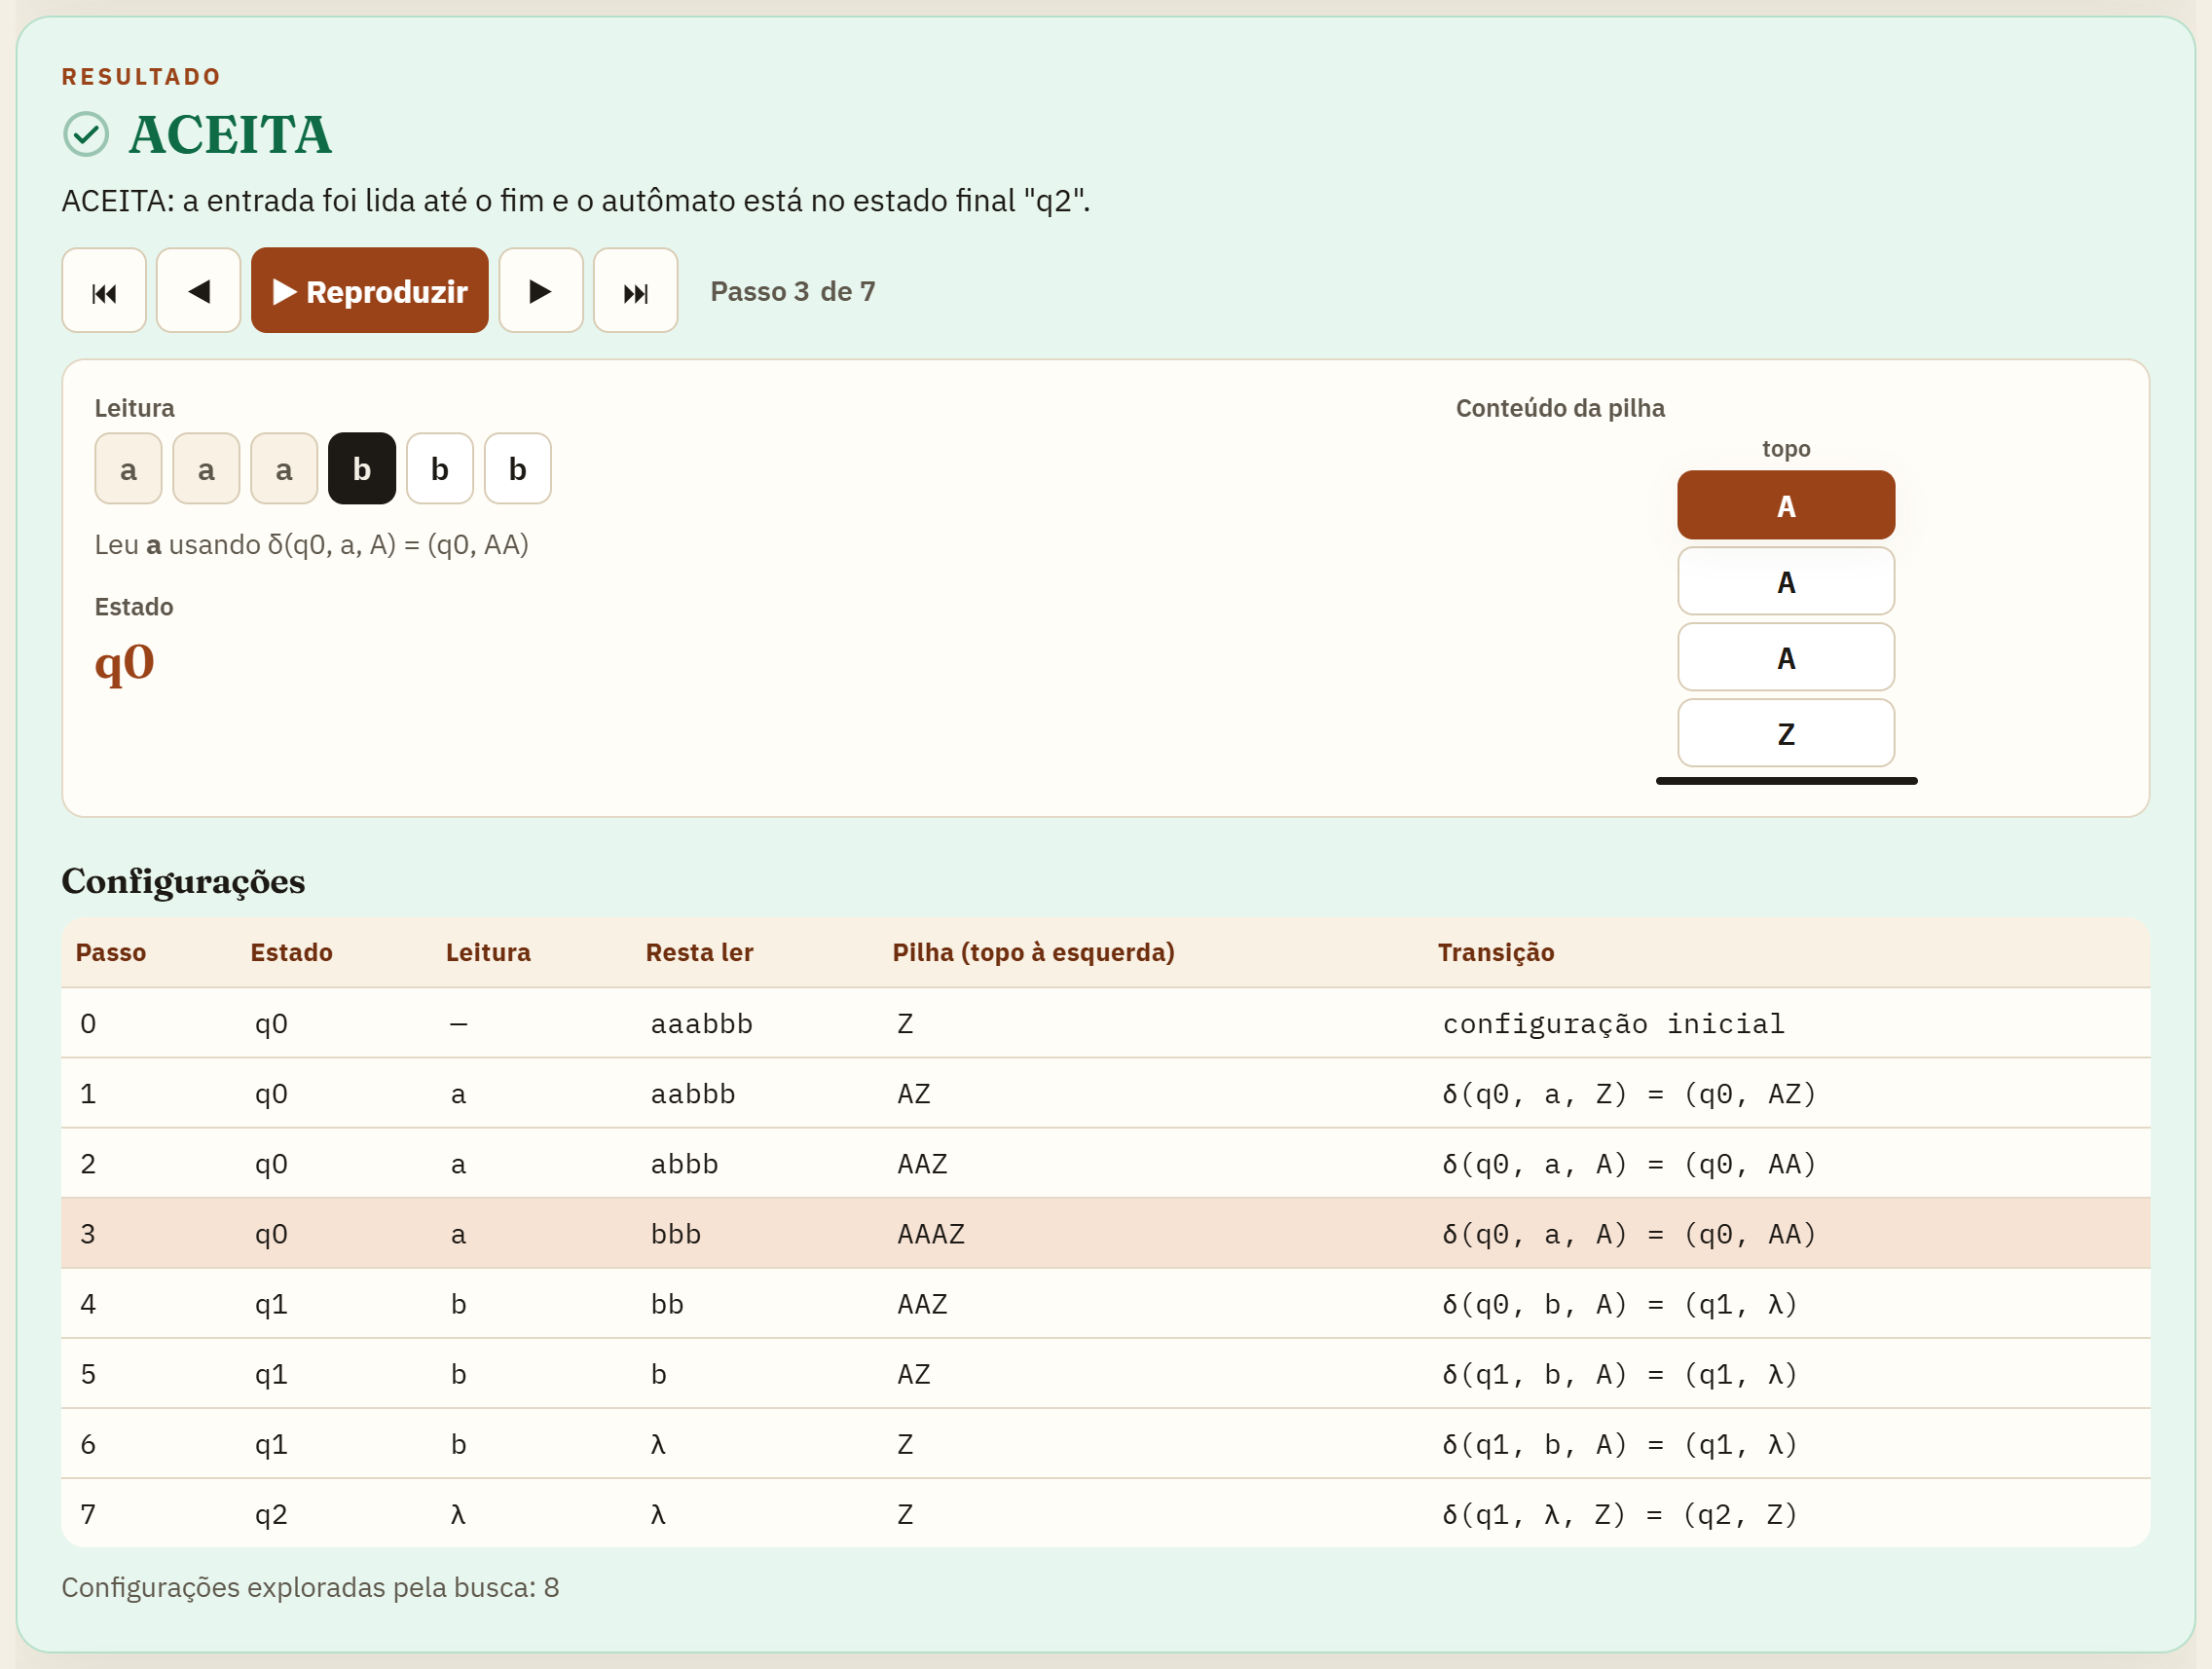 RESULTADO
ACEITA
ACEITA: a entrada foi lida até o fim e o autômato está no estado final "q2".
⏮ ◀ ▶ Reproduzir ▶ ⏭ Passo 3 de 7
Leitura
a a a b b b
Leu a usando δ(q0, a, A) = (q0, AA)
Estado
q0
Conteúdo da pilha
topo
A
A
A
Z
Configurações
Passo Estado Leitura Resta ler Pilha (topo à esquerda) Transição
0 q0 — aaabbb Z configuração inicial
1 q0 a aabbb AZ δ(q0, a, Z) = (q0, AZ)
2 q0 a abbb AAZ δ(q0, a, A) = (q0, AA)
3 q0 a bbb AAAZ δ(q0, a, A) = (q0, AA)
4 q1 b bb AAZ δ(q0, b, A) = (q1, λ)
5 q1 b b AZ δ(q1, b, A) = (q1, λ)
6 q1 b λ Z δ(q1, b, A) = (q1, λ)
7 q2 λ λ Z δ(q1, λ, Z) = (q2, Z)
Configurações exploradas pela busca: 8